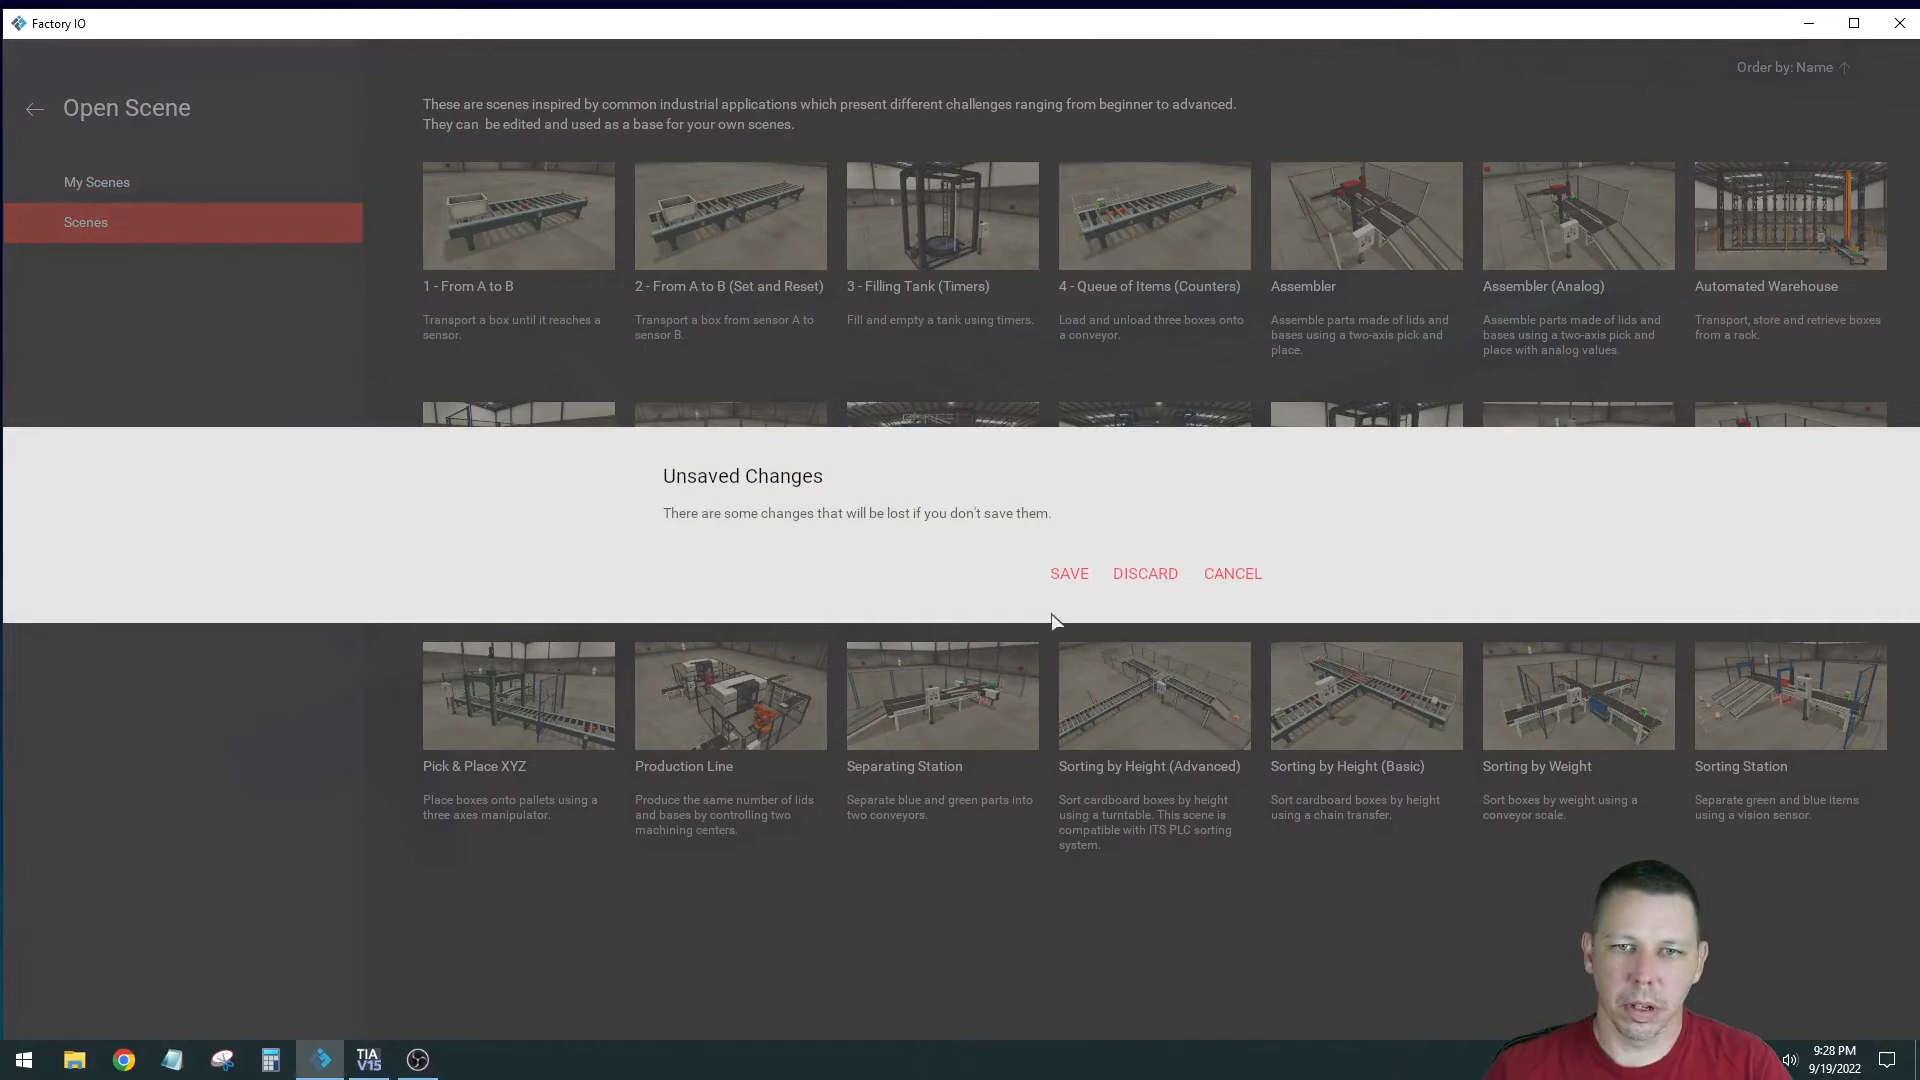 Factory IO
Order by: Name
Open Scene
My Scenes
Scenes
These are scenes inspired by common industrial applications which present different challenges ranging from beginner to advanced.
They can be edited and used as a base for your own scenes.
1 - From A to B
Transport a box until it reaches a
sensor.
2 - From A to B (Set and Reset)
Transport a box from sensor A to
sensor B.
3 - Filling Tank (Timers)
Fill and empty a tank using timers.
4 - Queue of Items (Counters)
Load and unload three boxes onto
a conveyor.
Assembler
Assemble parts made of lids and
bases using a two-axis pick and
place.
Assembler (Analog)
Assemble parts made of lids and
bases using a two-axis pick and
place with analog values.
Automated Warehouse
Transport, store and retrieve boxes
from a rack.
Unsaved Changes
There are some changes that will be lost if you don't save them.
SAVE DISCARD CANCEL
Pick & Place XYZ
Place boxes onto pallets using a
three axes manipulator.
Production Line
Produce the same number of lids
and bases by controlling two
machining centers.
Separating Station
Separate blue and green parts into
two conveyors.
Sorting by Height (Advanced)
Sort cardboard boxes by height
using a turntable. This scene is
compatible with ITS PLC sorting
system.
Sorting by Height (Basic)
Sort cardboard boxes by height
using a chain transfer.
Sorting by Weight
Sort boxes by weight using a
conveyor scale.
Sorting Station
Separate green and blue items
using a vision sensor.
TIA
V15
9:28 PM
9/19/2022